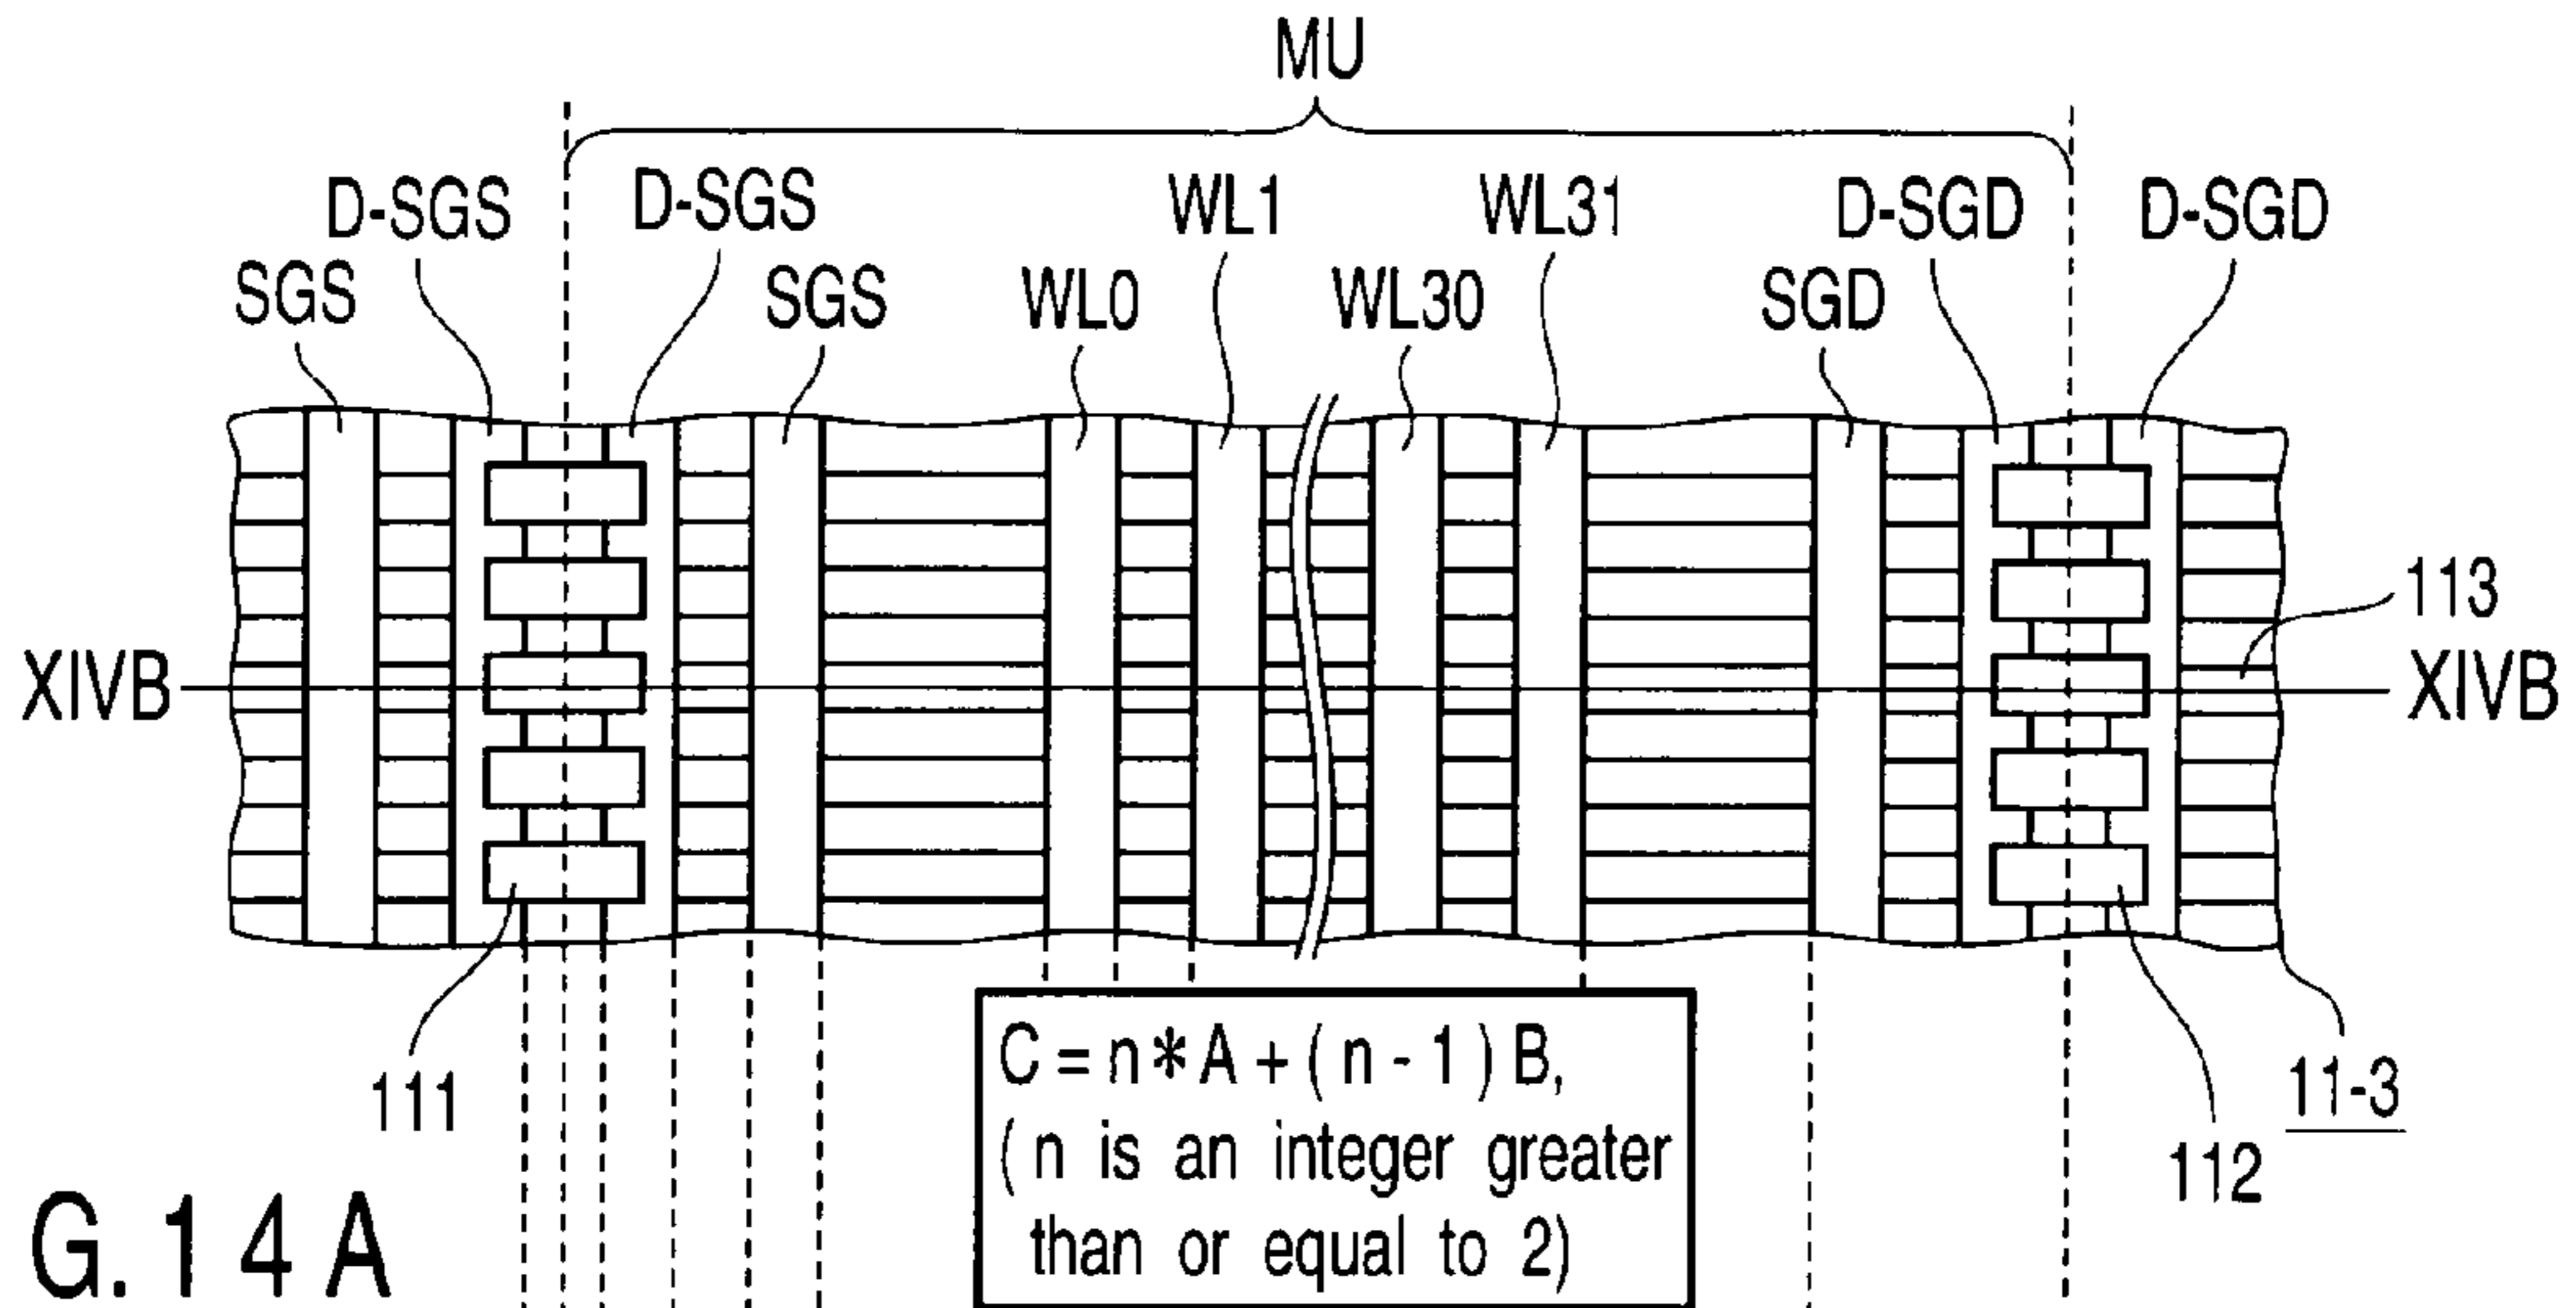 MU
D-SGS D-SGS WL1 WL31 D-SGD D-SGD
SGS SGS WL0 WL30 SGD
113
XIVB XIVB
C = n * A + ( n - 1 ) B,
( n is an integer greater
than or equal to 2)
111 11-3
112
G. 1 4 A